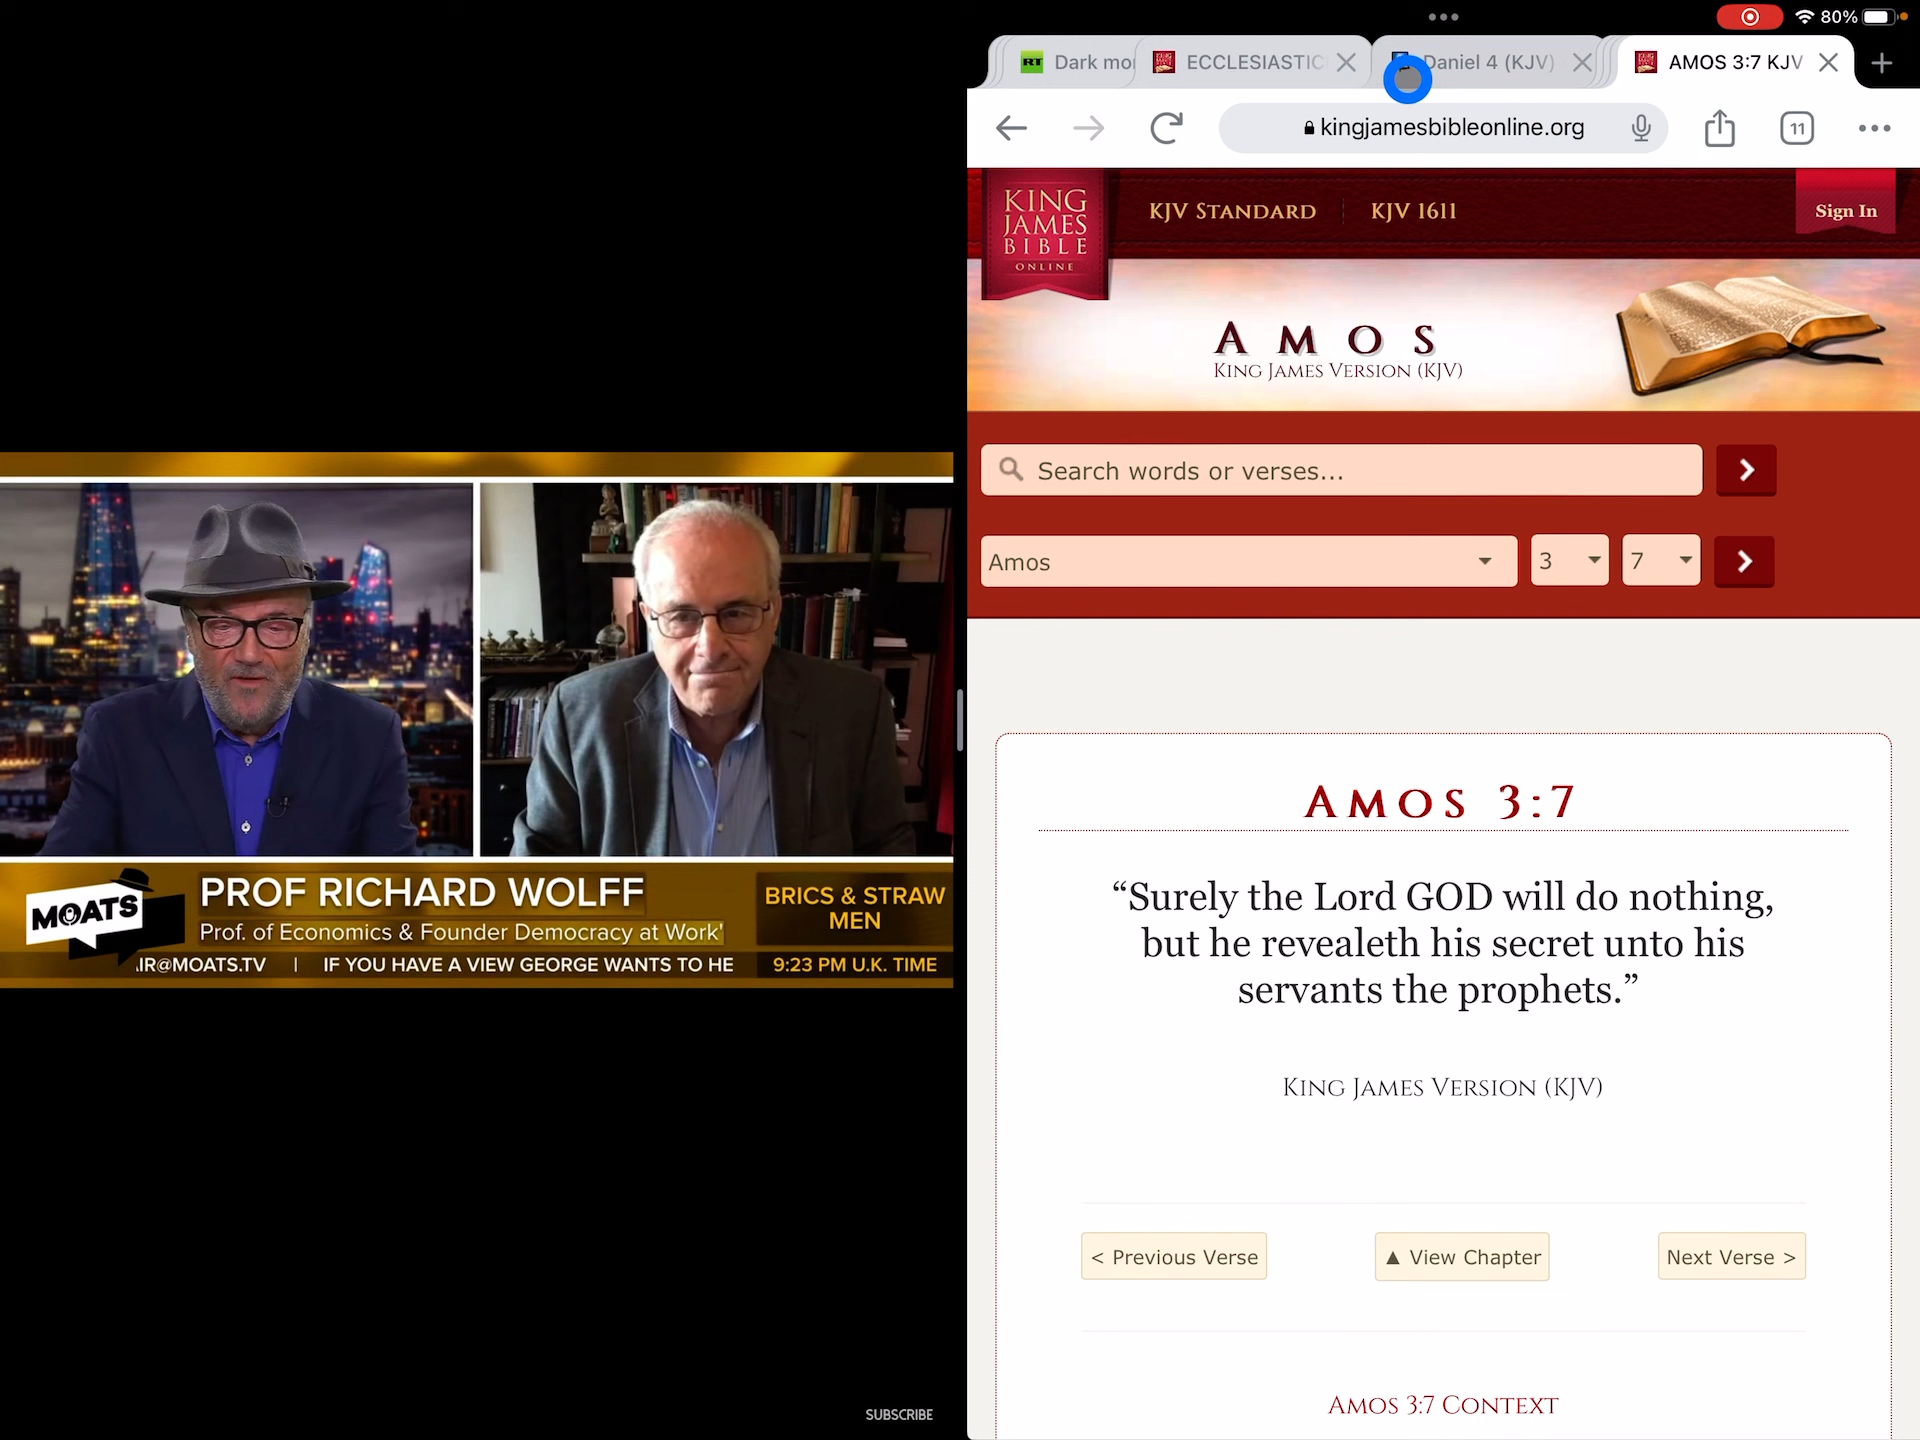 80%
RT Dark mo
ECCLESIASTIC
Daniel 4 (KJV)
AMOS 3:7 KJV
kingjamesbibleonline.org
11
KING
JAMES
BIBLE
ONLINE
KJV STANDARD
KJV 1611
Sign In
AMOS
KING JAMES VERSION (KJV)
Search words or verses...
Amos
3
7
AMOS 3:7
“Surely the Lord GOD will do nothing,
but he revealeth his secret unto his
servants the prophets.”
KING JAMES VERSION (KJV)
< Previous Verse
▲ View Chapter
Next Verse >
AMOS 3:7 CONTEXT
MOATS
PROF RICHARD WOLFF
Prof. of Economics & Founder Democracy at Work'
BRICS & STRAW
MEN
IR@MOATS.TV | IF YOU HAVE A VIEW GEORGE WANTS TO HE
9:23 PM U.K. TIME
SUBSCRIBE